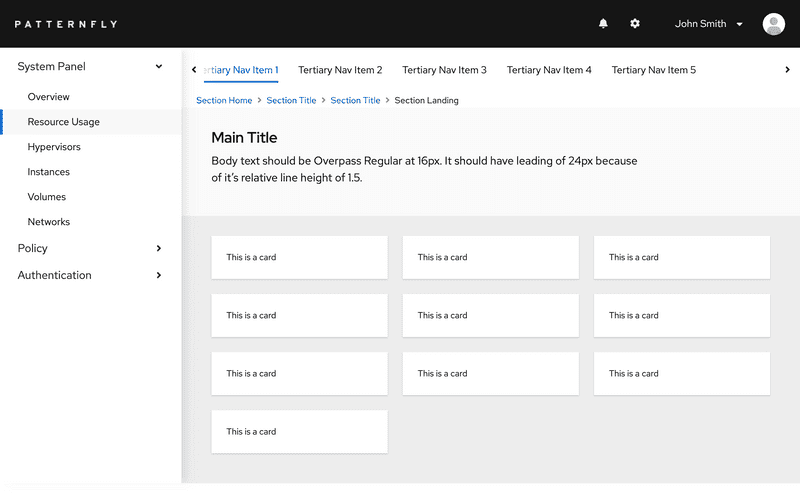 PATTERNFLY
John Smith
System Panel
Overview
Resource Usage
Hypervisors
Instances
Volumes
Networks
Policy
Authentication
Tertiary Nav Item 1 Tertiary Nav Item 2 Tertiary Nav Item 3 Tertiary Nav Item 4 Tertiary Nav Item 5
Section Home > Section Title > Section Title > Section Landing
Main Title
Body text should be Overpass Regular at 16px. It should have leading of 24px because
of it’s relative line height of 1.5.
This is a card This is a card This is a card
This is a card This is a card This is a card
This is a card This is a card This is a card
This is a card